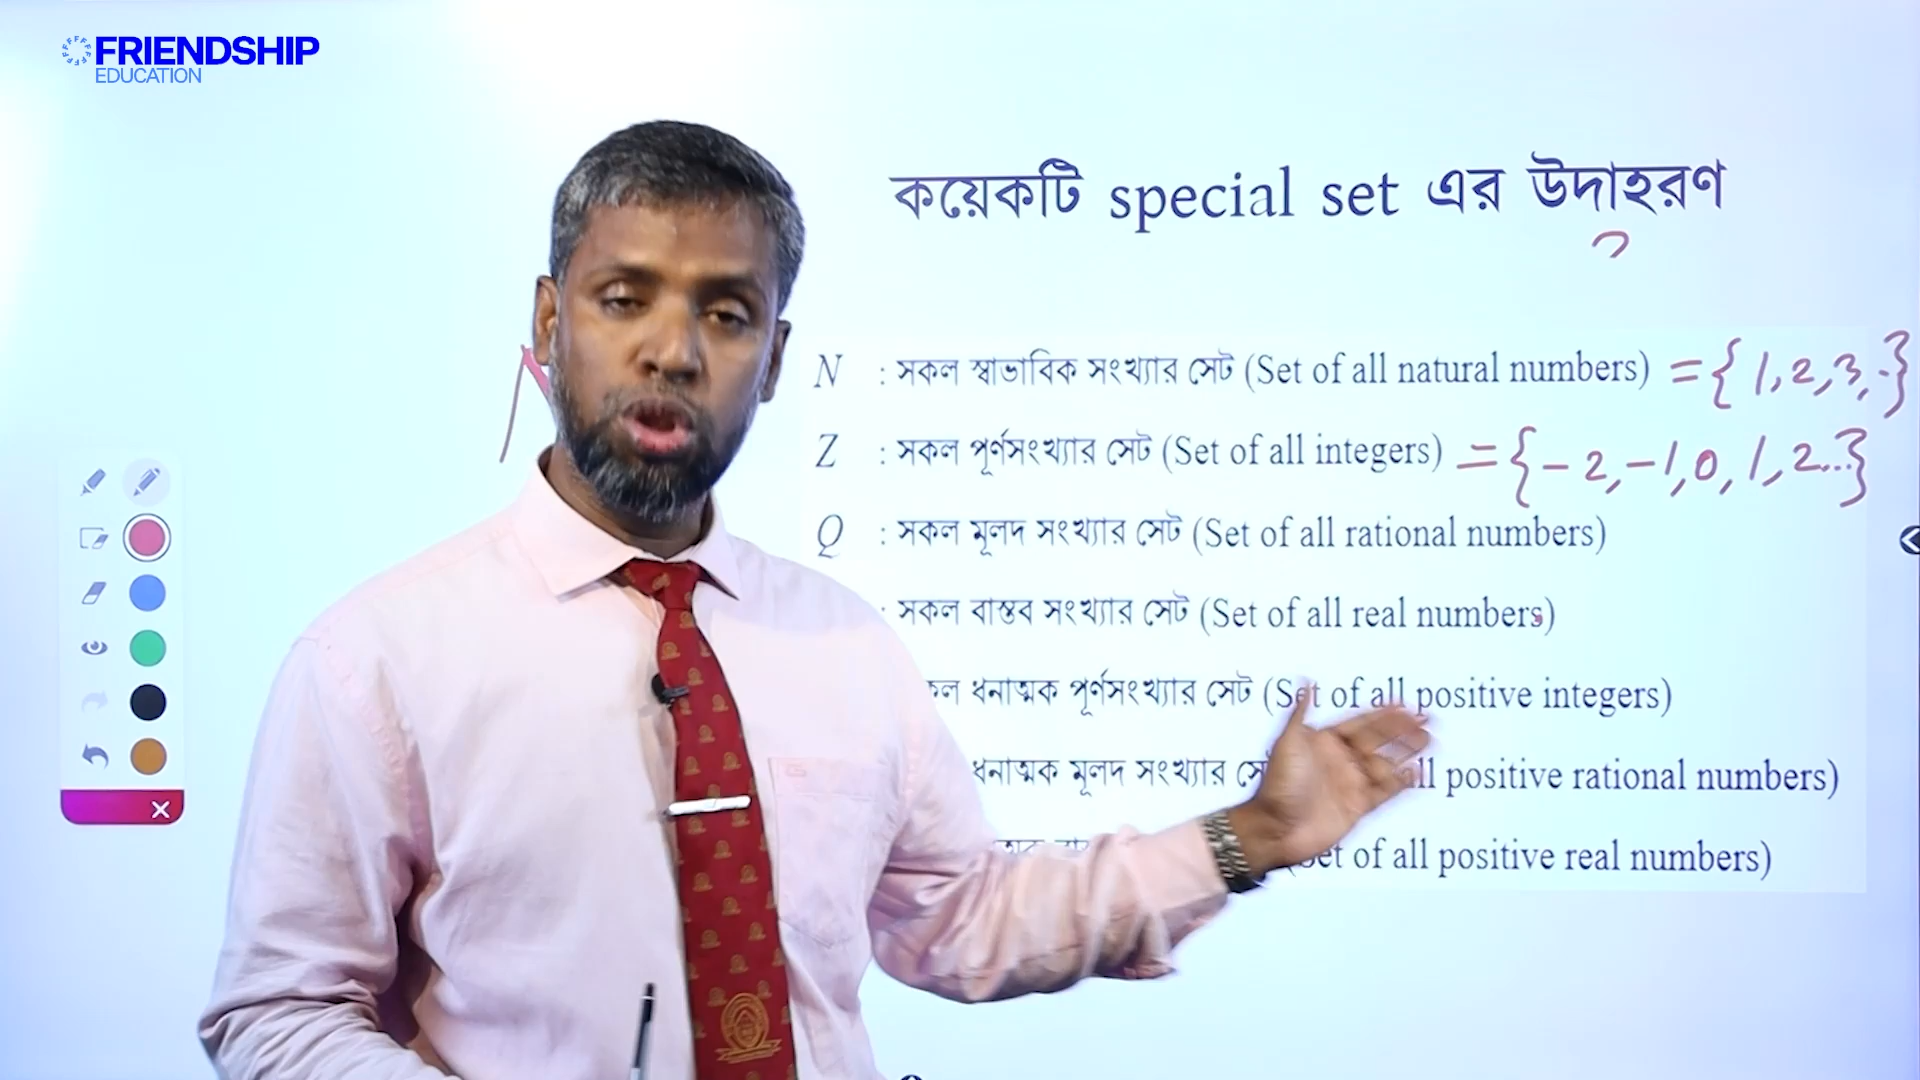 FRIENDSHIP
EDUCATION
কয়েকটি special set এর উদাহরণ
N : সকল স্বাভাবিক সংখ্যার সেট (Set of all natural numbers) = { 1, 2, 3, .}
Z : সকল পূর্ণসংখ্যার সেট (Set of all integers) = {- 2, -1, 0, 1, 2...}
Q : সকল মূলদ সংখ্যার সেট (Set of all rational numbers)
: সকল বাস্তব সংখ্যার সেট (Set of all real numbers)
ধনাত্মক পূর্ণসংখ্যার সেট (Set of all positive integers)
ধনাত্মক মূলদ সংখ্যার positive rational numbers)
of all positive real numbers)